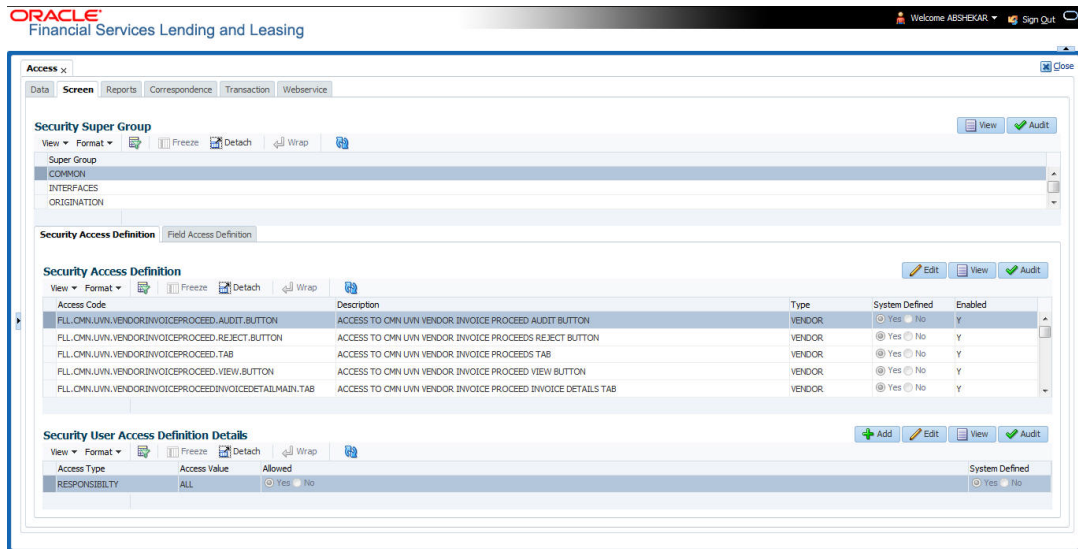 ORACLE®
Financial Services Lending and Leasing
Welcome ABSHEKAR Sign Out
Access x
Close
Data Screen Reports Correspondence Transaction Webservice
Security Super Group
View Audit
View Format Freeze Detach Wrap
Super Group
COMMON
INTERFACES
ORIGINATION
Security Access Definition Field Access Definition
Security Access Definition
Edit View Audit
View Format Freeze Detach Wrap
Access Code Description Type System Defined Enabled
FLL.CMN.UVN.VENDORINVOICEPROCEED.AUDIT.BUTTON ACCESS TO CMN UVN VENDOR INVOICE PROCEED AUDIT BUTTON VENDOR Yes No Y
FLL.CMN.UVN.VENDORINVOICEPROCEED.REJECT.BUTTON ACCESS TO CMN UVN VENDOR INVOICE PROCEEDS REJECT BUTTON VENDOR Yes No Y
FLL.CMN.UVN.VENDORINVOICEPROCEED.TAB ACCESS TO CMN UVN VENDOR INVOICE PROCEEDS TAB VENDOR Yes No Y
FLL.CMN.UVN.VENDORINVOICEPROCEED.VIEW.BUTTON ACCESS TO CMN UVN VENDOR INVOICE PROCEED VIEW BUTTON VENDOR Yes No Y
FLL.CMN.UVN.VENDORINVOICEPROCEEDINVOICEDETAILMAIN.TAB ACCESS TO CMN UVN VENDOR INVOICE PROCEED INVOICE DETAILS TAB VENDOR Yes No Y
Security User Access Definition Details
Add Edit View Audit
View Format Freeze Detach Wrap
Access Type Access Value Allowed System Defined
RESPONSIBILTY ALL Yes No Yes No